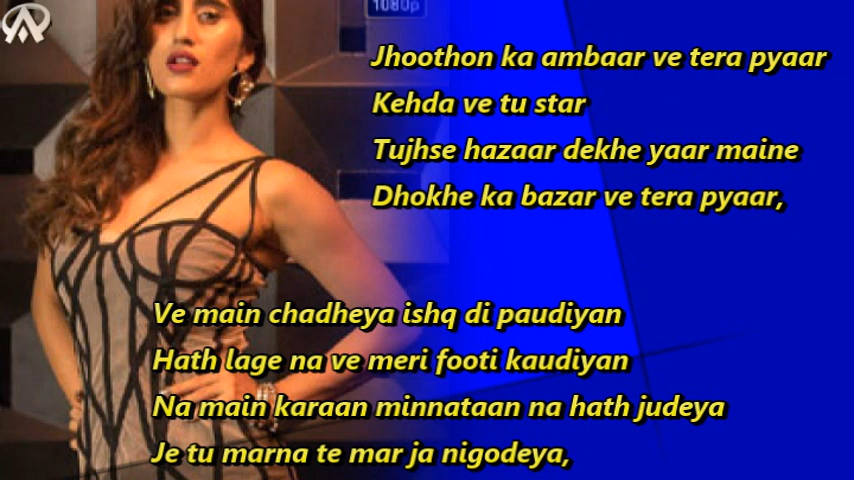 1080p
Jhoothon ka ambaar ve tera pyaar
Kehda ve tu star
Tujhse hazaar dekhe yaar maine
Dhokhe ka bazar ve tera pyaar,
Ve main chadheya ishq di paudiyan
Hath lage na ve meri footi kaudiyan
Na main karaan minnataan na hath judeya
Je tu marna te mar ja nigodeya,